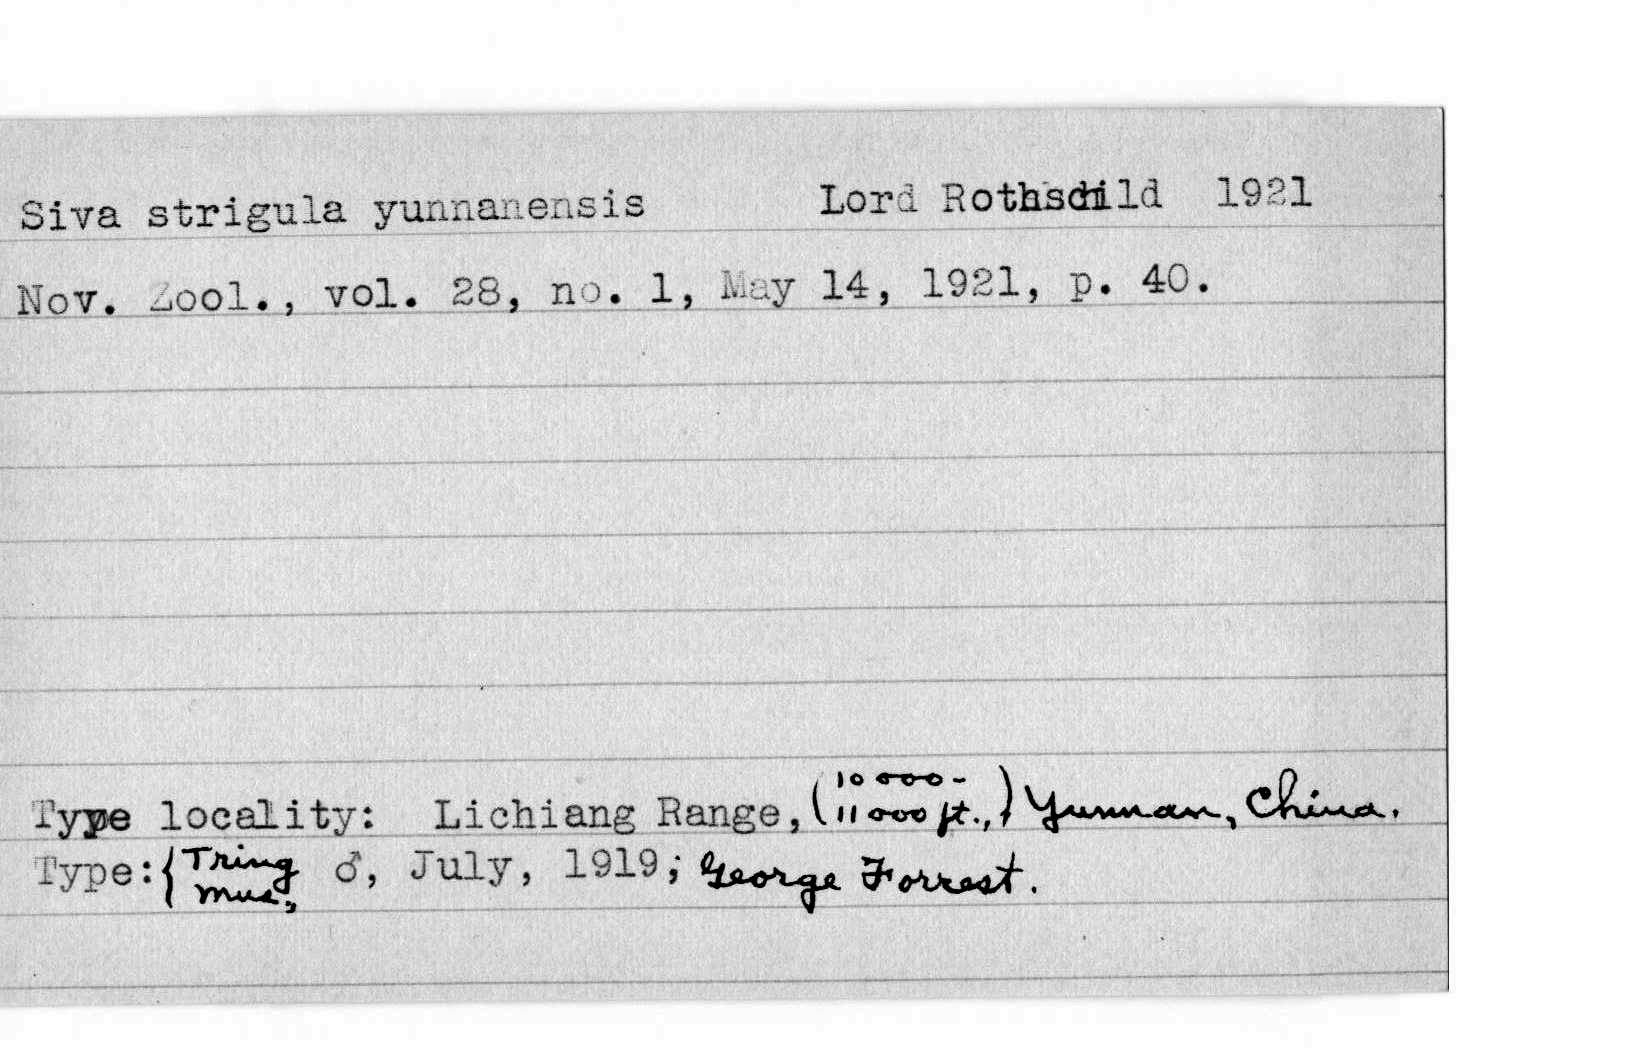 Siva strigula yunnanensis Lord Rothschild 1921
Nov. Zool., vol. 28, no. 1, May 14, 1921, p. 40.
Type locality: Lichiang Range, (10000-11000 ft.,) Yunnan, China.
Type: {Tring Mus., ♂, July, 1919; George Forrest.